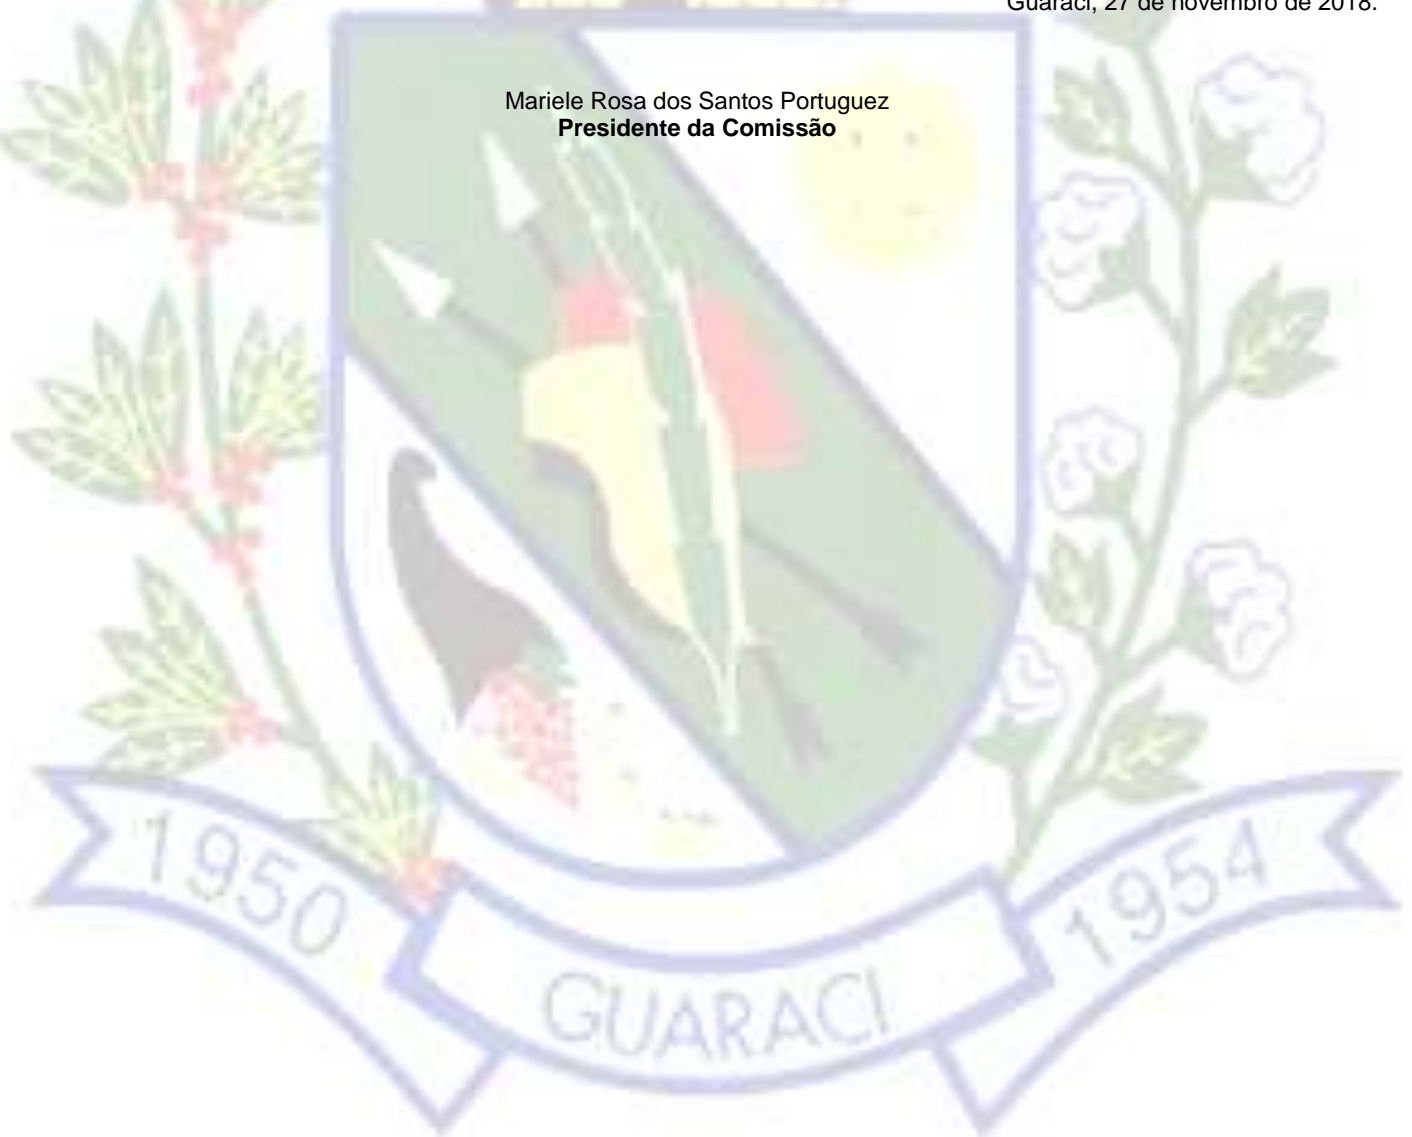 Guaraci, 27 de novembro de 2018.
Mariele Rosa dos Santos Portuguez
Presidente da Comissão
1950
GUARACI
1954